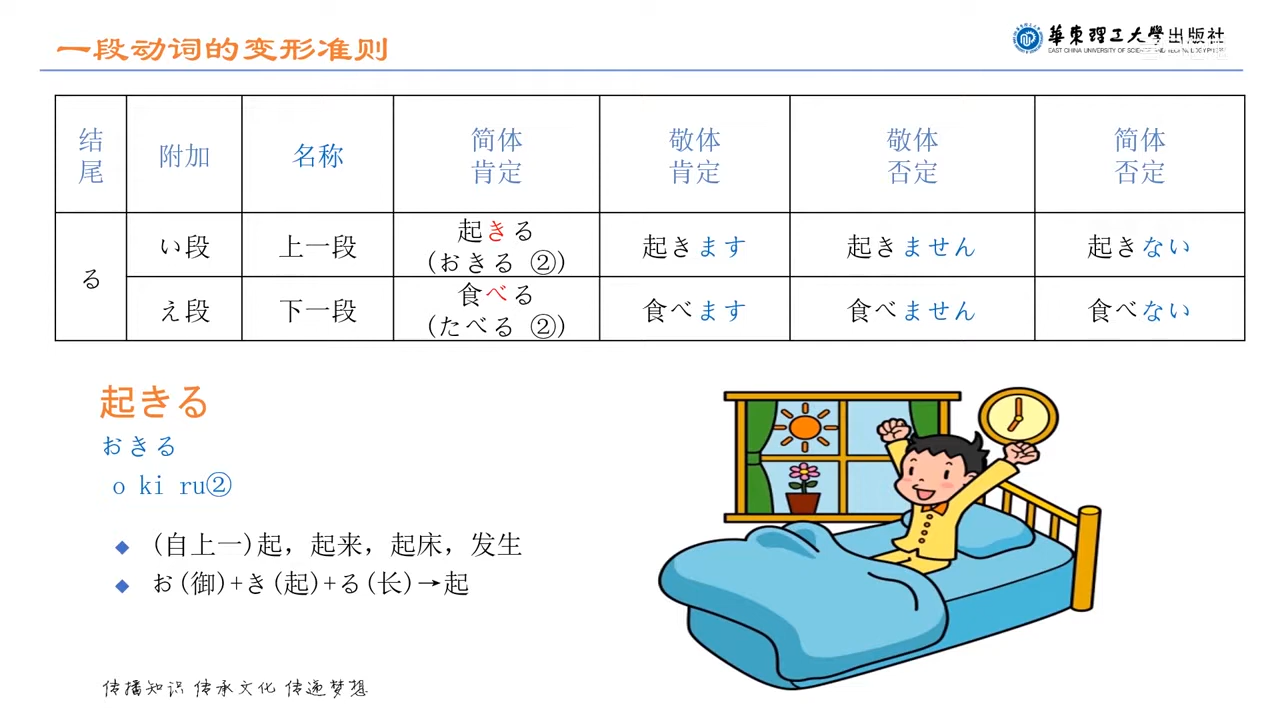 一段动词的变形准则
華東理工大學出版社
EAST CHINA UNIVERSITY OF SCIENCE AND
结尾 附加 名称 简体肯定 敬体肯定 敬体否定 简体否定
る い段 上一段 起きる (おきる ②) 起きます 起きません 起きない
え段 下一段 食べる (たべる ②) 食べます 食べません 食べない
起きる
おきる
o ki ru②
(自上一)起，起来，起床，发生
お(御)+き(起)+る(长)→起
传播知识 传承文化 传递梦想